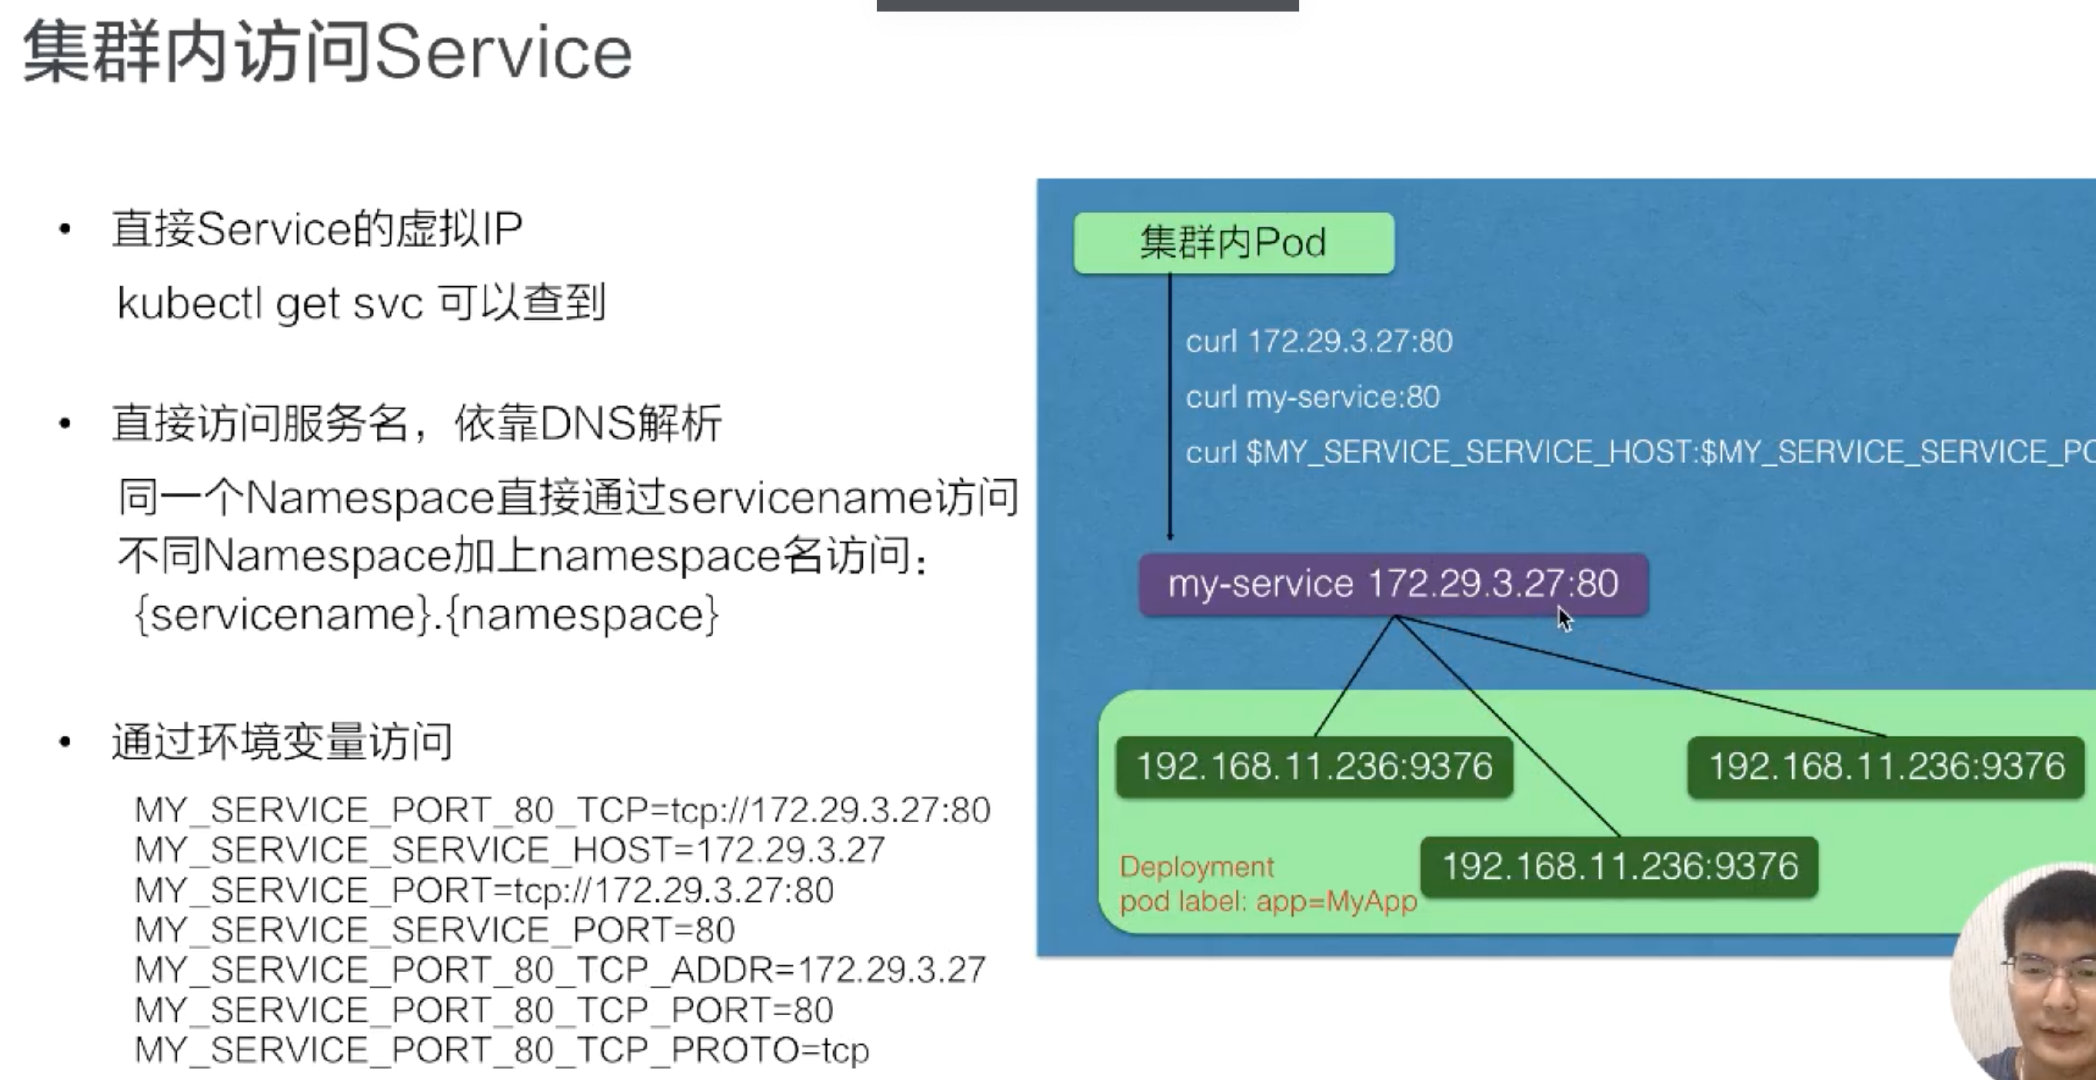 集群内访问Service
• 直接Service的虚拟IP
kubectl get svc 可以查到
• 直接访问服务名，依靠DNS解析
同一个Namespace直接通过servicename访问
不同Namespace加上namespace名访问：
{servicename}.{namespace}
• 通过环境变量访问
MY_SERVICE_PORT_80_TCP=tcp://172.29.3.27:80
MY_SERVICE_SERVICE_HOST=172.29.3.27
MY_SERVICE_PORT=tcp://172.29.3.27:80
MY_SERVICE_SERVICE_PORT=80
MY_SERVICE_PORT_80_TCP_ADDR=172.29.3.27
MY_SERVICE_PORT_80_TCP_PORT=80
MY_SERVICE_PORT_80_TCP_PROTO=tcp
集群内Pod
curl 172.29.3.27:80
curl my-service:80
curl $MY_SERVICE_SERVICE_HOST:$MY_SERVICE_SERVICE_PO
my-service 172.29.3.27:80
192.168.11.236:9376
192.168.11.236:9376
192.168.11.236:9376
Deployment
pod label: app=MyApp